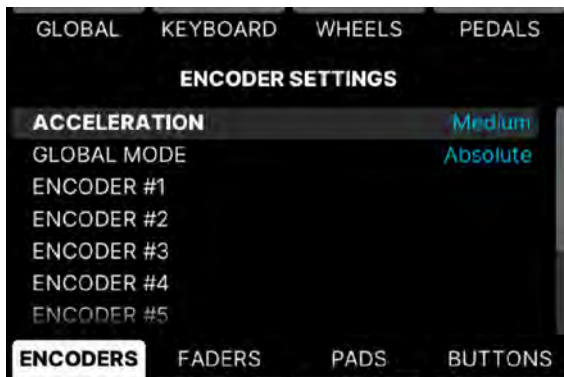 GLOBAL KEYBOARD WHEELS PEDALS
ENCODER SETTINGS
ACCELERATION Medium
GLOBAL MODE Absolute
ENCODER #1
ENCODER #2
ENCODER #3
ENCODER #4
ENCODER #5
ENCODERS FADERS PADS BUTTONS